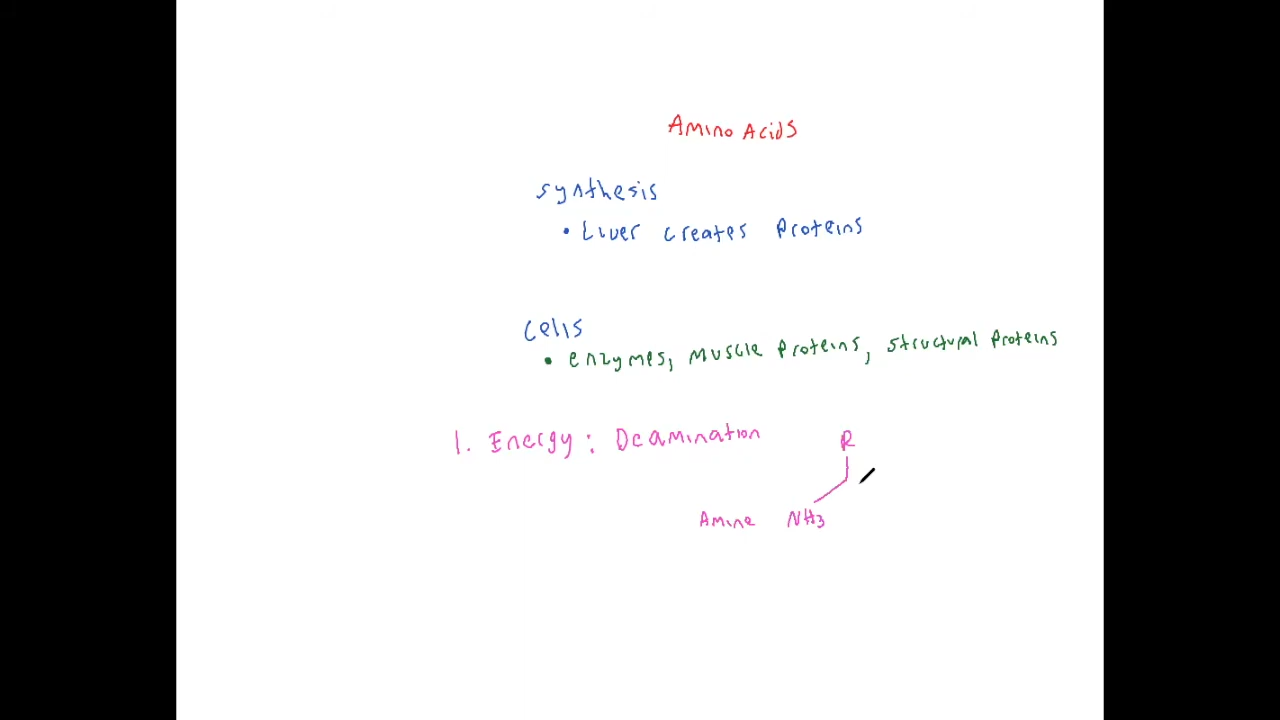 Amino Acids
synthesis
• Liver creates Proteins
cells
• enzymes, Muscle Proteins, structural Proteins
1. Energy: Deamination
R
Amine NH3